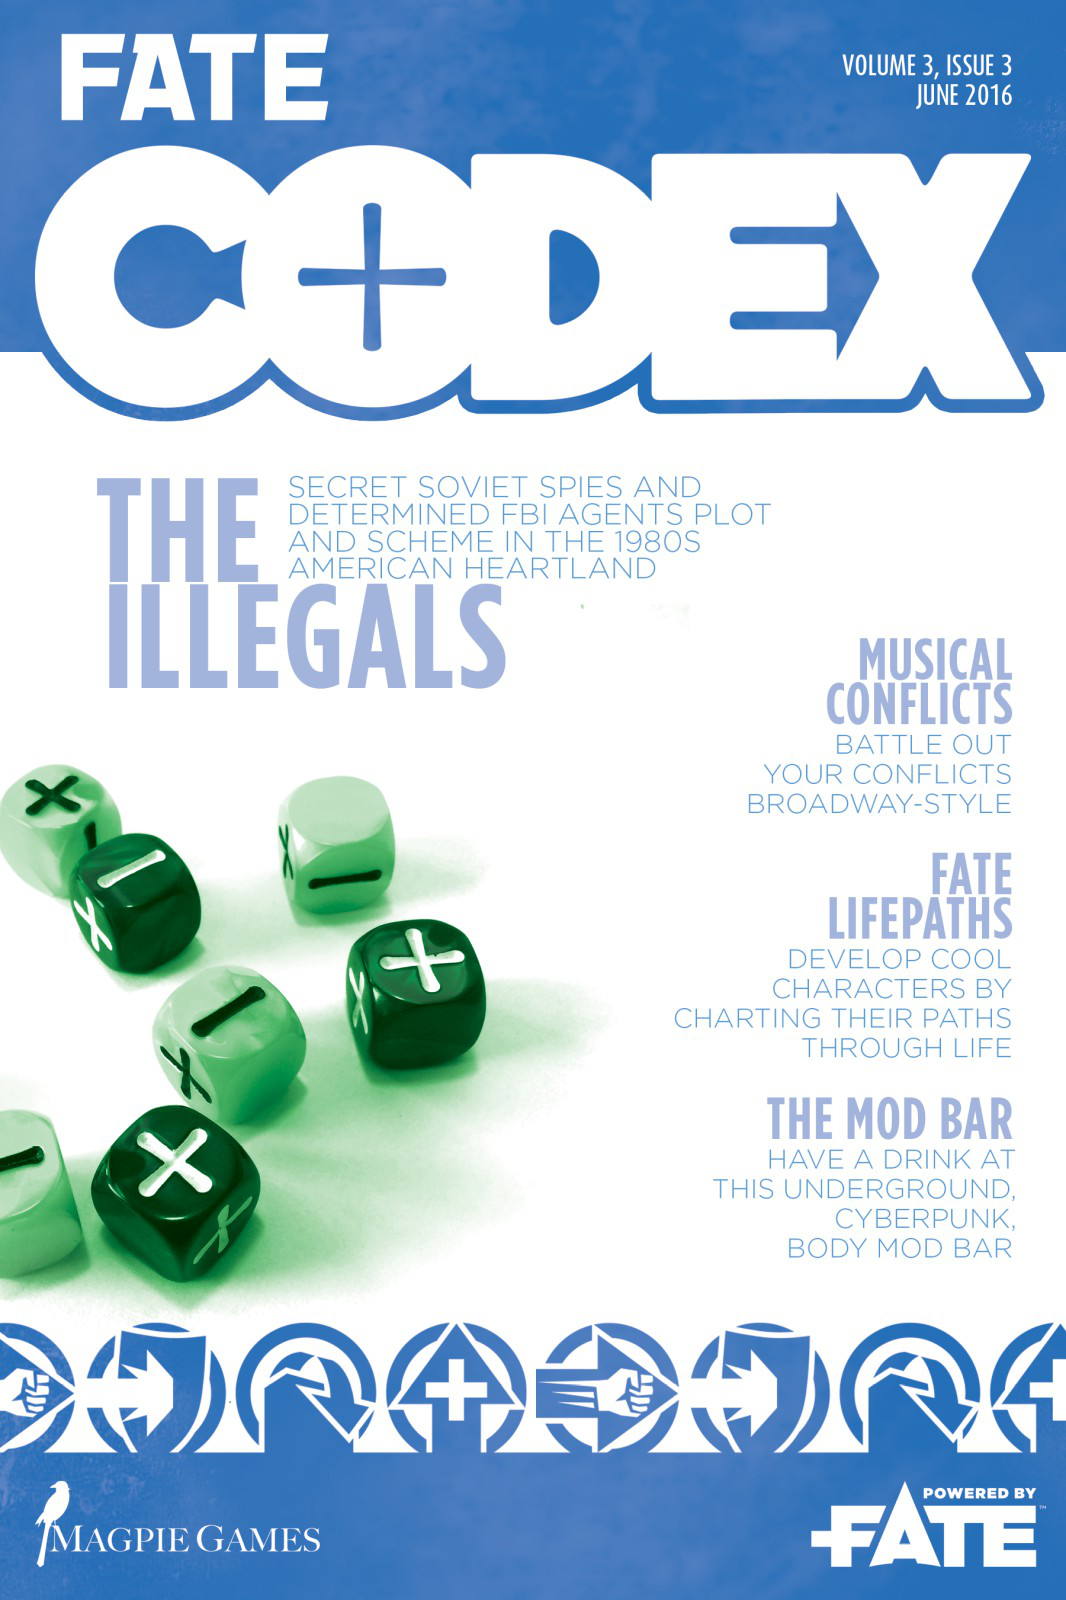 FATE
VOLUME 3, ISSUE 3
JUNE 2016
CODEX
THE
ILLEGALS
SECRET SOVIET SPIES AND
DETERMINED FBI AGENTS PLOT
AND SCHEME IN THE 1980S
AMERICAN HEARTLAND
MUSICAL
CONFLICTS
BATTLE OUT
YOUR CONFLICTS
BROADWAY-STYLE
FATE
LIFEPATHS
DEVELOP COOL
CHARACTERS BY
CHARTING THEIR PATHS
THROUGH LIFE
THE MOD BAR
HAVE A DRINK AT
THIS UNDERGROUND,
CYBERPUNK,
BODY MOD BAR
MAGPIE GAMES
POWERED BY
FATE™